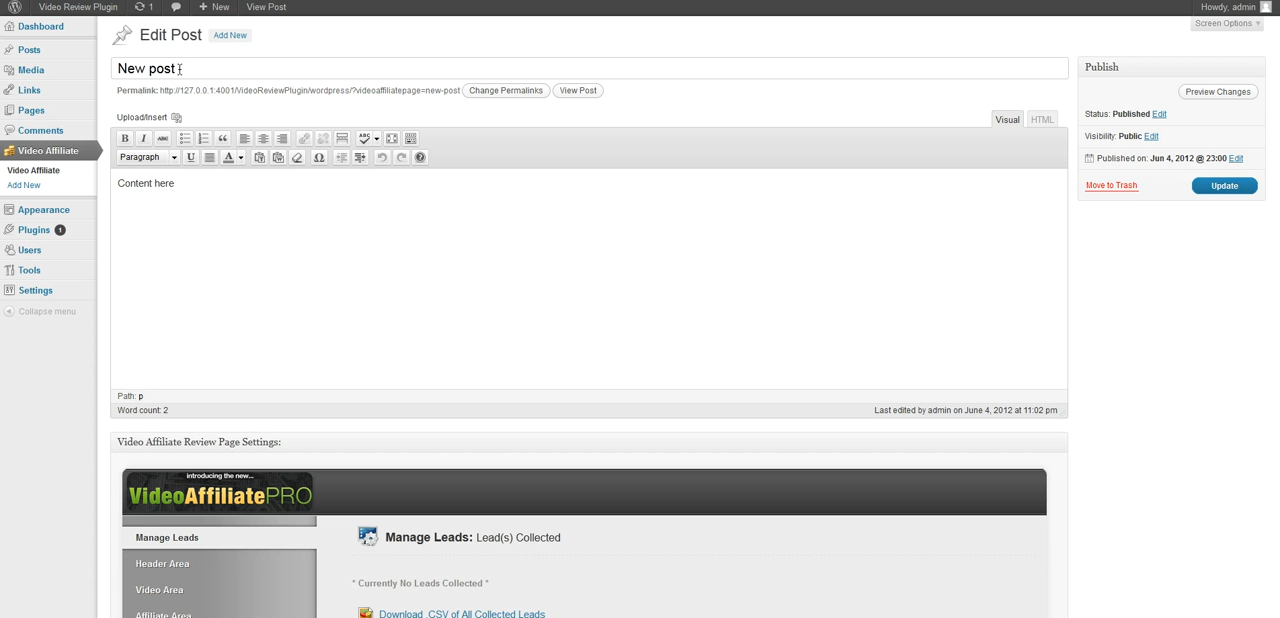 Video Review Plugin 1 New View Post Howdy, admin
Screen Options
Dashboard
Posts
Media
Links
Pages
Comments
Video Affiliate
Video Affiliate
Add New
Appearance
Plugins 1
Users
Tools
Settings
Collapse menu
Edit Post Add New
New post
Permalink: http://127.0.0.1:4001/VideoReviewPlugin/wordpress/?videoaffiliatepage=new-post Change Permalinks View Post
Upload/Insert
Visual HTML
B I ABC ABC
Paragraph U A Ω
Content here
Path: p
Word count: 2 Last edited by admin on June 4, 2012 at 11:02 pm
Publish
Preview Changes
Status: Published Edit
Visibility: Public Edit
Published on: Jun 4, 2012 @ 23:00 Edit
Move to Trash Update
Video Affiliate Review Page Settings:
introducing the new...
VideoAffiliatePRO
Manage Leads
Header Area
Video Area
Affiliate Area
Manage Leads: Lead(s) Collected
* Currently No Leads Collected *
Download .CSV of All Collected Leads